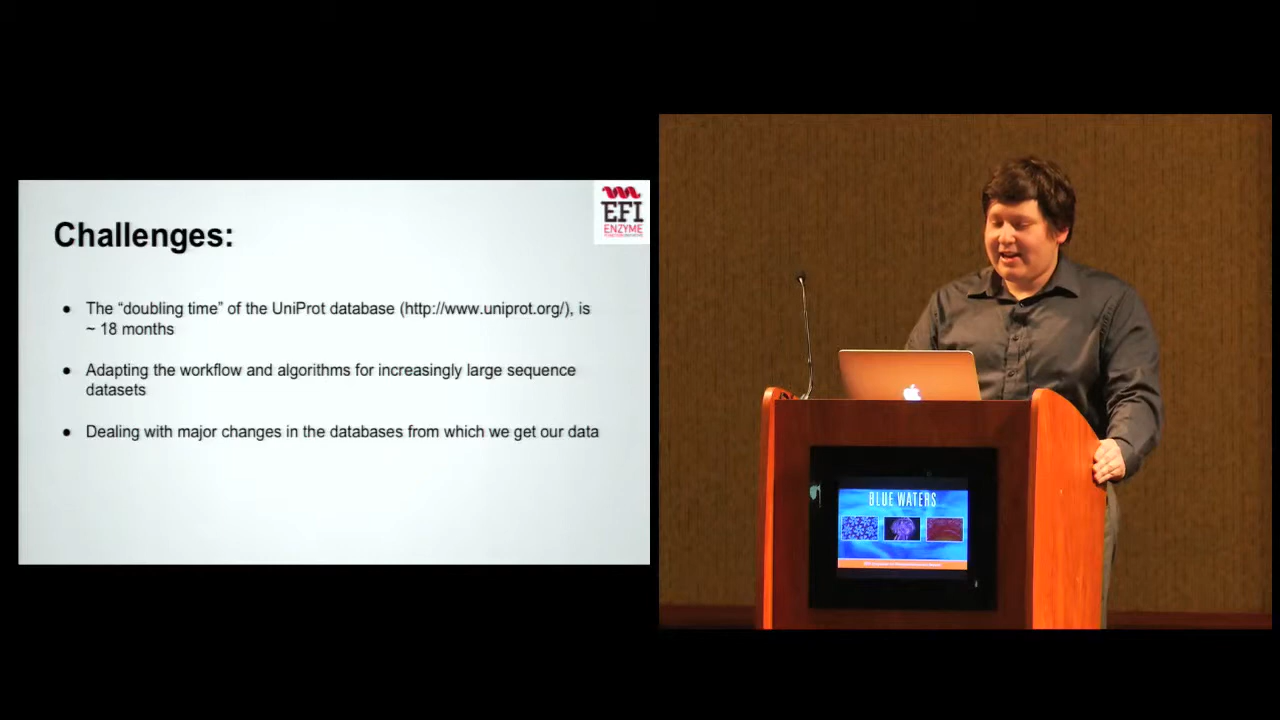 Challenges:
EFI
ENZYME
● The “doubling time” of the UniProt database (http://www.uniprot.org/), is
~ 18 months
● Adapting the workflow and algorithms for increasingly large sequence
datasets
● Dealing with major changes in the databases from which we get our data
BLUE WATERS